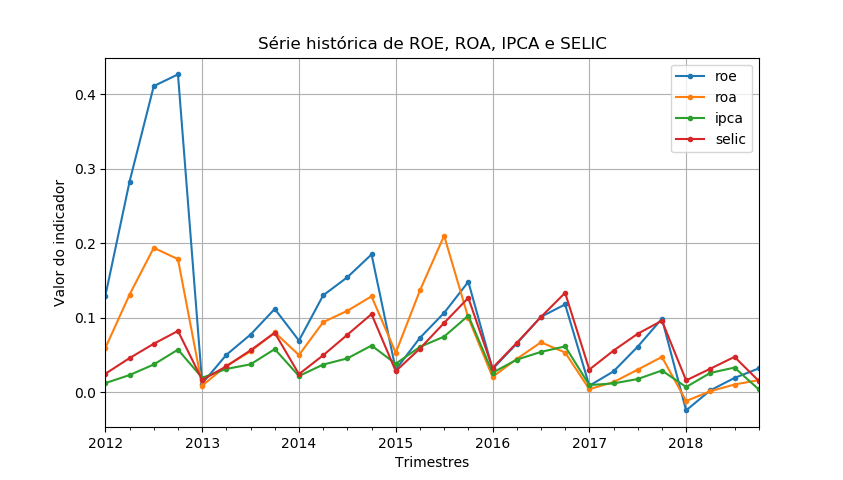 Série histórica de ROE, ROA, IPCA e SELIC
roe
roa
ipca
selic
Valor do indicador
0.4
0.3
0.2
0.1
0.0
2012 2013 2014 2015 2016 2017 2018
Trimestres